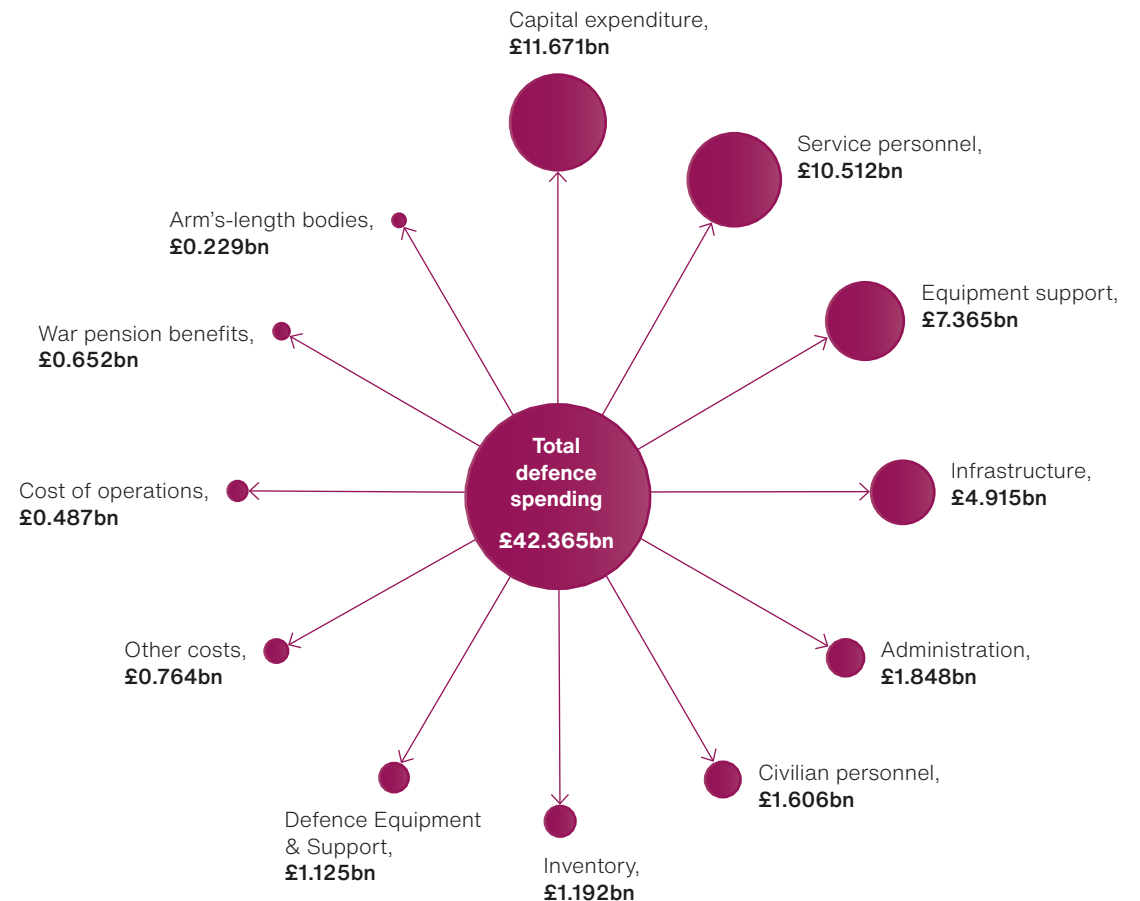 Capital expenditure,
£11.671bn
Service personnel,
£10.512bn
Equipment support,
£7.365bn
Infrastructure,
£4.915bn
Administration,
£1.848bn
Civilian personnel,
£1.606bn
Inventory,
£1.192bn
Defence Equipment
& Support,
£1.125bn
Other costs,
£0.764bn
Cost of operations,
£0.487bn
War pension benefits,
£0.652bn
Arm's-length bodies,
£0.229bn
Total
defence
spending
£42.365bn